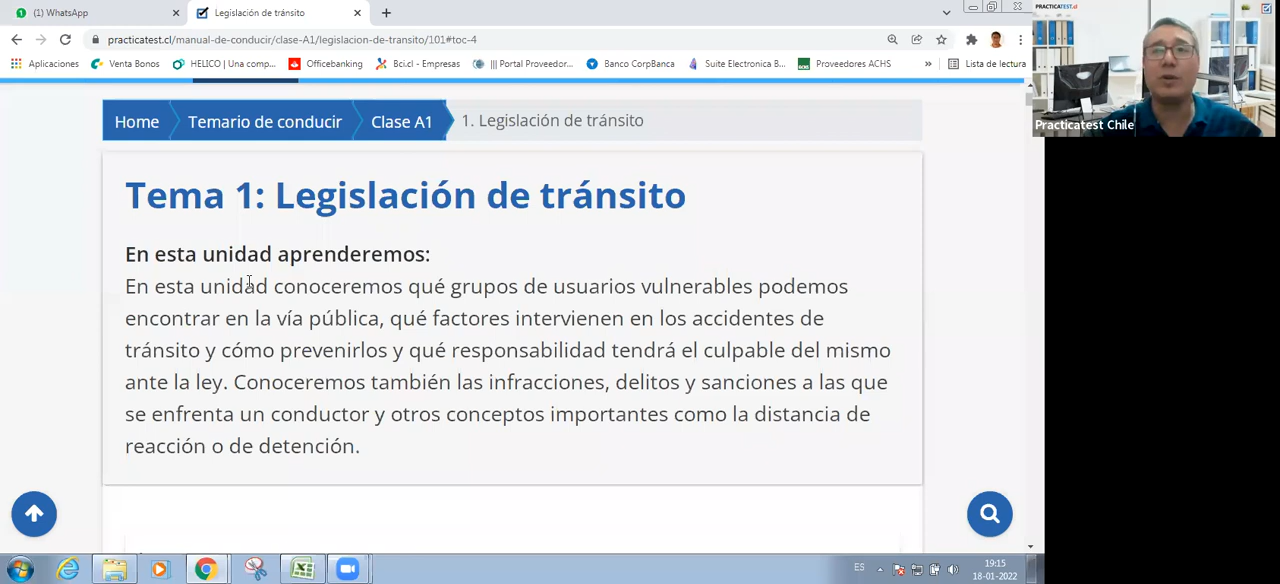 (1) WhatsApp
Legislación de tránsito
practicatest.cl/manual-de-conducir/clase-A1/legislacion-de-transito/101#toc-4
Aplicaciones
Venta Bonos
HELICO | Una comp...
Officebanking
Bci.cl - Empresas
||| Portal Proveedor...
Banco CorpBanca
Suite Electronica B...
Proveedores ACHS
»
Lista de lectura
PRACTICATEST.cl
Practicatest Chile
Home
Temario de conducir
Clase A1
1. Legislación de tránsito
Tema 1: Legislación de tránsito
En esta unidad aprenderemos:
En esta unidad conoceremos qué grupos de usuarios vulnerables podemos
encontrar en la vía pública, qué factores intervienen en los accidentes de
tránsito y cómo prevenirlos y qué responsabilidad tendrá el culpable del mismo
ante la ley. Conoceremos también las infracciones, delitos y sanciones a las que
se enfrenta un conductor y otros conceptos importantes como la distancia de
reacción o de detención.
ES
19:15
18-01-2022